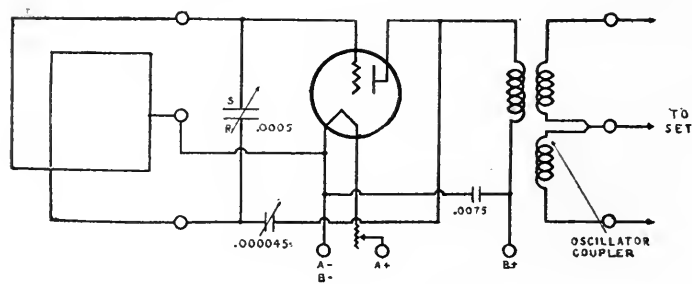 S
R
.0005
.000045
.0075
A-
B-
A+
B+
TO
SET
OSCILLATOR
COUPLER